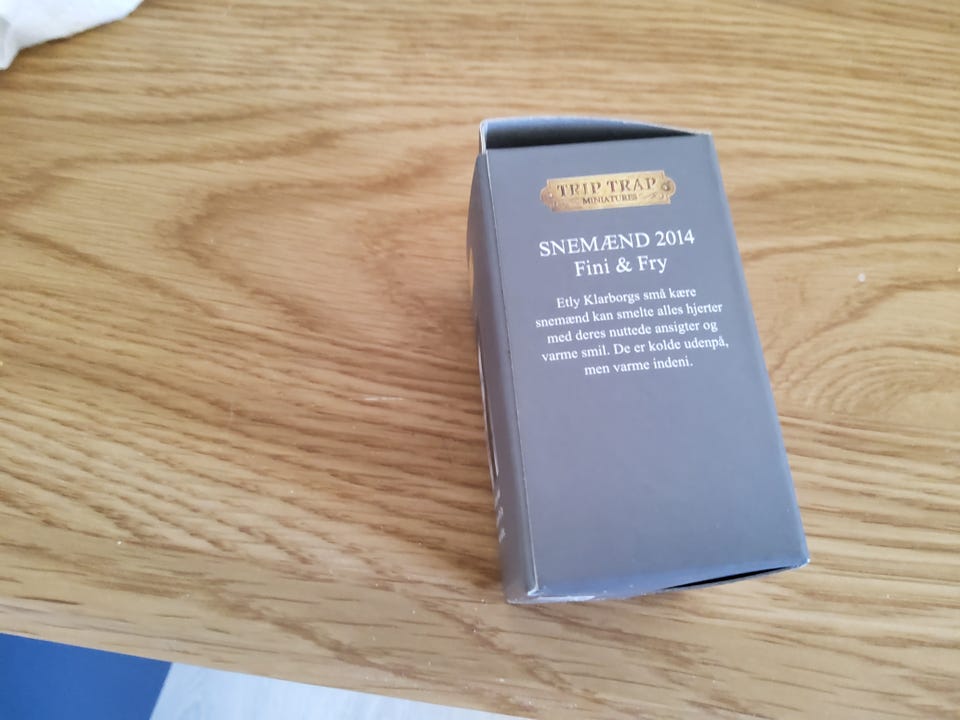 TRIP TRAP
MINIATURES
SNEMÆND 2014
Fini & Fry
Etly Klarborgs små kære
snemænd kan smelte alles hjerter
med deres nuttede ansigter og
varme smil. De er kolde udenpå,
men varme indeni.